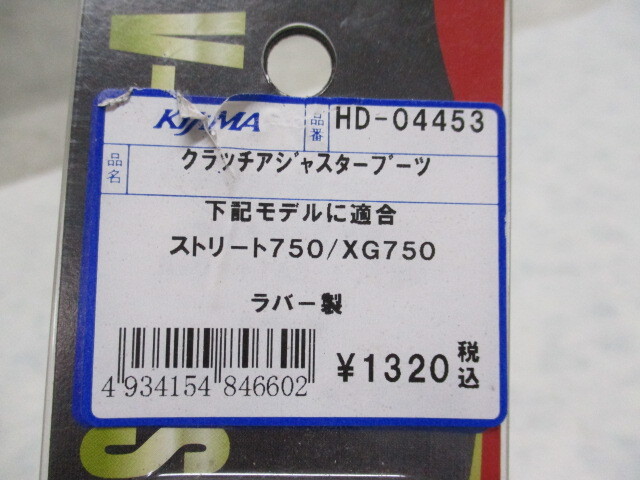 V-
KIJIMA
品番
HD-04453
品名
クラッチアジャスターブーツ
下記モデルに適合
ストリート750/XG750
ラバー製
4 934154 846602
¥1320 税込
S